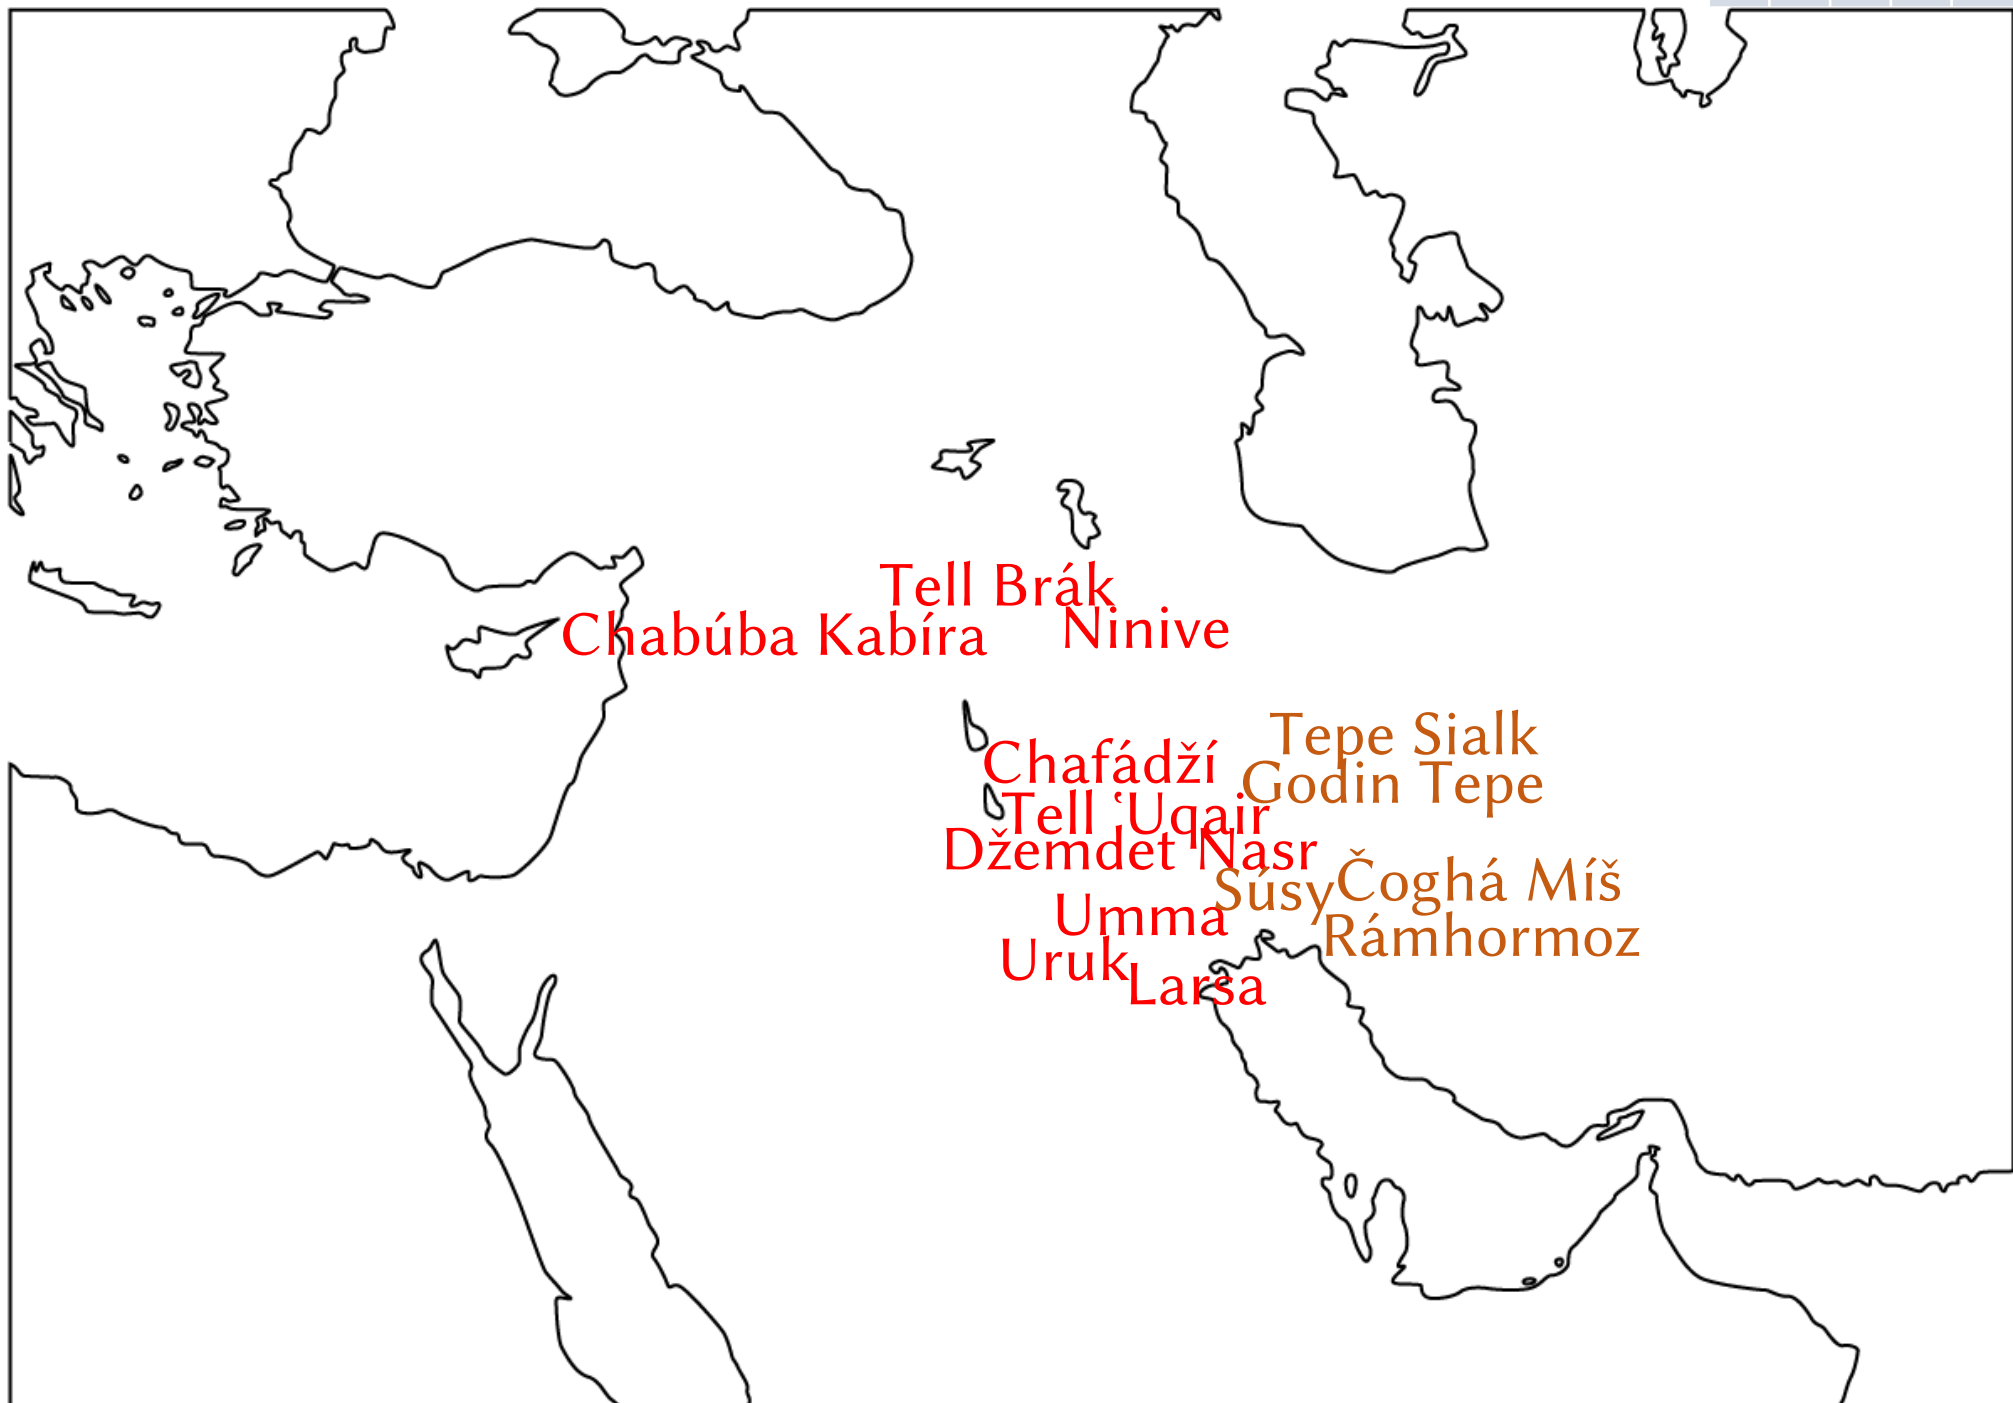 Tell Brák
Chabúba Kabíra
Ninive
Tepe Sialk
Chafádží
Godin Tepe
Tell ʿUqair
Džemdet Nasr
Čoghá Míš
Súsy
Umma
Rámhormoz
Uruk
Larsa